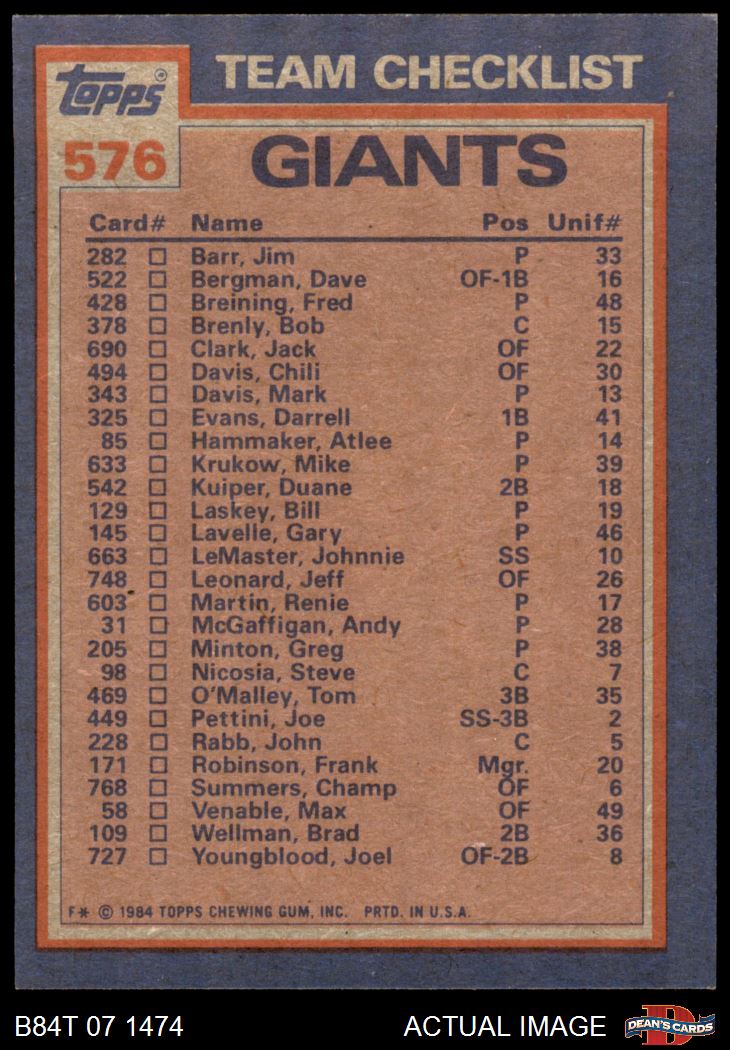 Topps®
TEAM CHECKLIST
576
GIANTS
Card# Name Pos Unif#
282 □ Barr, Jim P 33
522 □ Bergman, Dave OF-1B 16
428 □ Breining, Fred P 48
378 □ Brenly, Bob C 15
690 □ Clark, Jack OF 22
494 □ Davis, Chili OF 30
343 □ Davis, Mark P 13
325 □ Evans, Darrell 1B 41
85 □ Hammaker, Atlee P 14
633 □ Krukow, Mike P 39
542 □ Kuiper, Duane 2B 18
129 □ Laskey, Bill P 19
145 □ Lavelle, Gary P 46
663 □ LeMaster, Johnnie SS 10
748 □ Leonard, Jeff OF 26
603 □ Martin, Renie P 17
31 □ McGaffigan, Andy P 28
205 □ Minton, Greg P 38
98 □ Nicosia, Steve C 7
469 □ O'Malley, Tom 3B 35
449 □ Pettini, Joe SS-3B 2
228 □ Rabb, John C 5
171 □ Robinson, Frank Mgr. 20
768 □ Summers, Champ OF 6
58 □ Venable, Max OF 49
109 □ Wellman, Brad 2B 36
727 □ Youngblood, Joel OF-2B 8
F* © 1984 TOPPS CHEWING GUM, INC. PRTD. IN U.S.A.
B84T 07 1474 ACTUAL IMAGE
D
DEAN'S CARDS